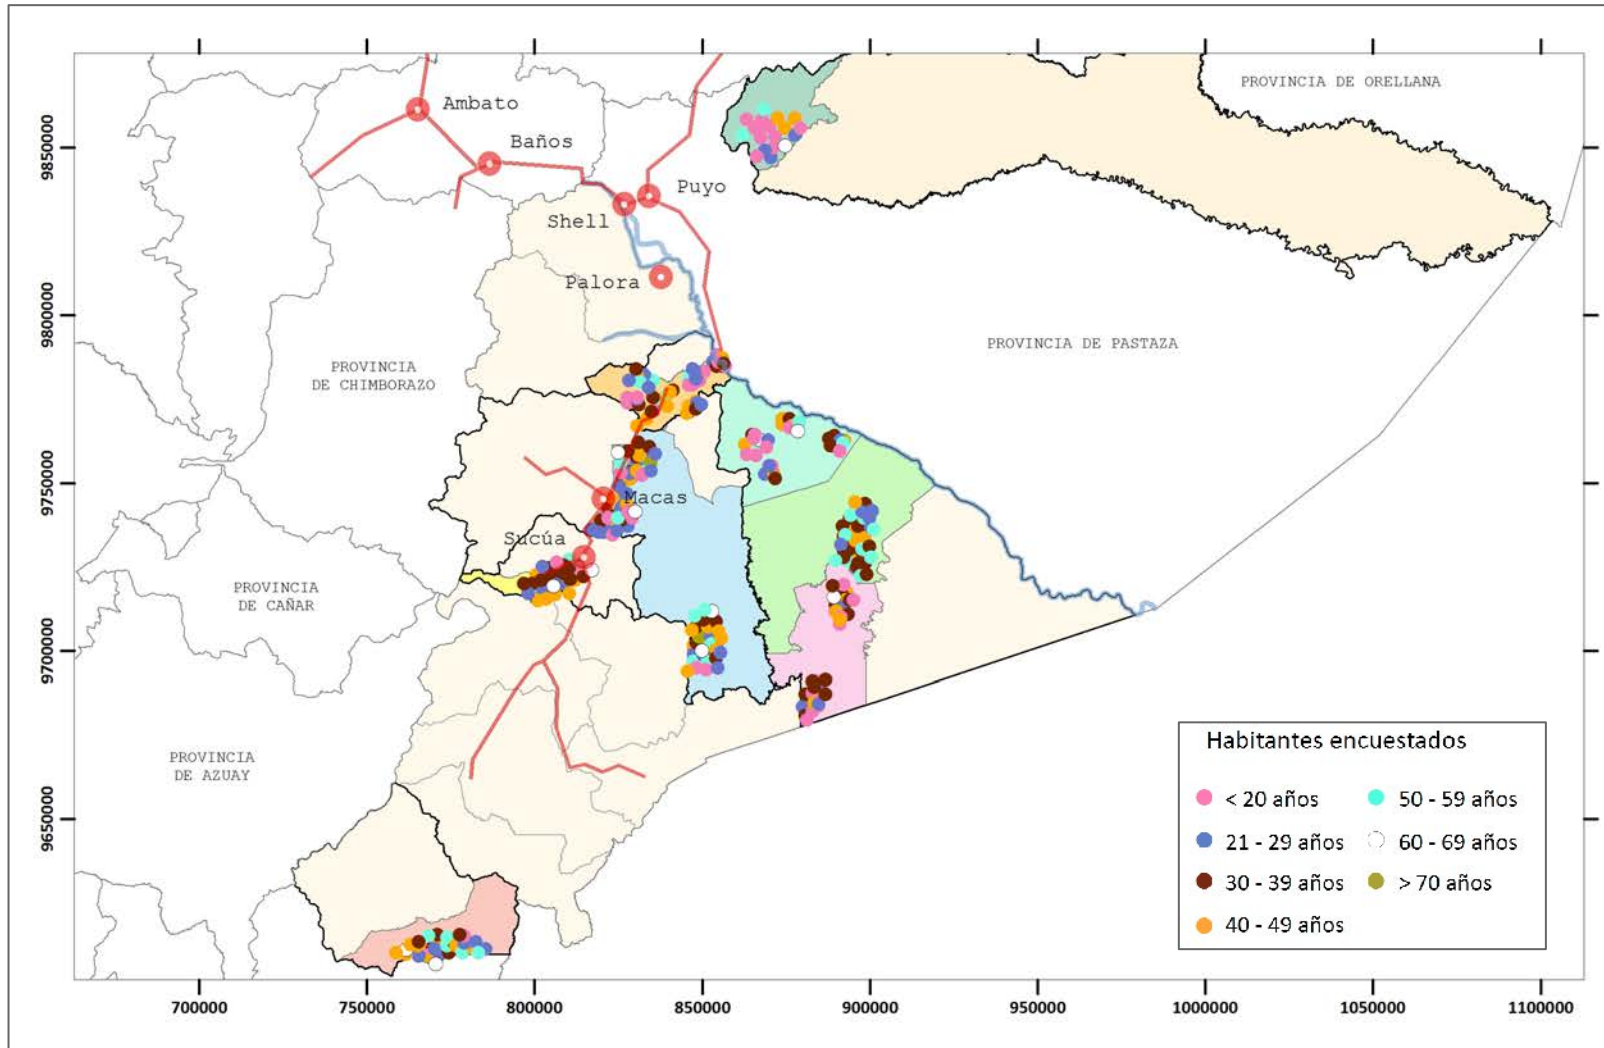 PROVINCIA DE ORELLANA
Ambato
Baños
Puyo
Shell
Palora
PROVINCIA DE PASTAZA
PROVINCIA
DE CHIMBORAZO
Macas
Sucúa
PROVINCIA
DE CAÑAR
PROVINCIA
DE AZUAY
Habitantes encuestados
< 20 años
50 - 59 años
21 - 29 años
60 - 69 años
30 - 39 años
> 70 años
40 - 49 años
9850000
9800000
9750000
9700000
9650000
700000
750000
800000
850000
900000
950000
1000000
1050000
1100000